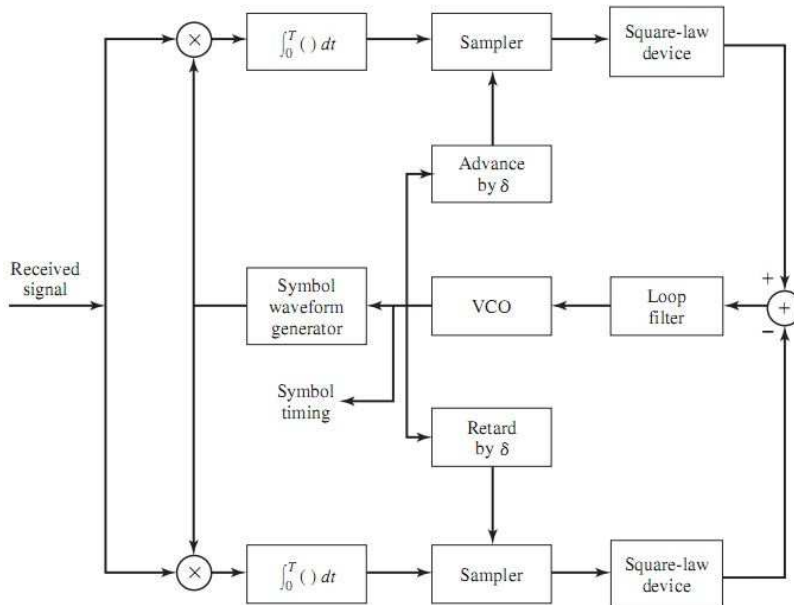 ×
∫₀ᵀ ( ) dt
Sampler
Square-law
device
Advance
by δ
Received
signal
Symbol
waveform
generator
VCO
Loop
filter
+
+
−
Symbol
timing
Retard
by δ
×
∫₀ᵀ ( ) dt
Sampler
Square-law
device